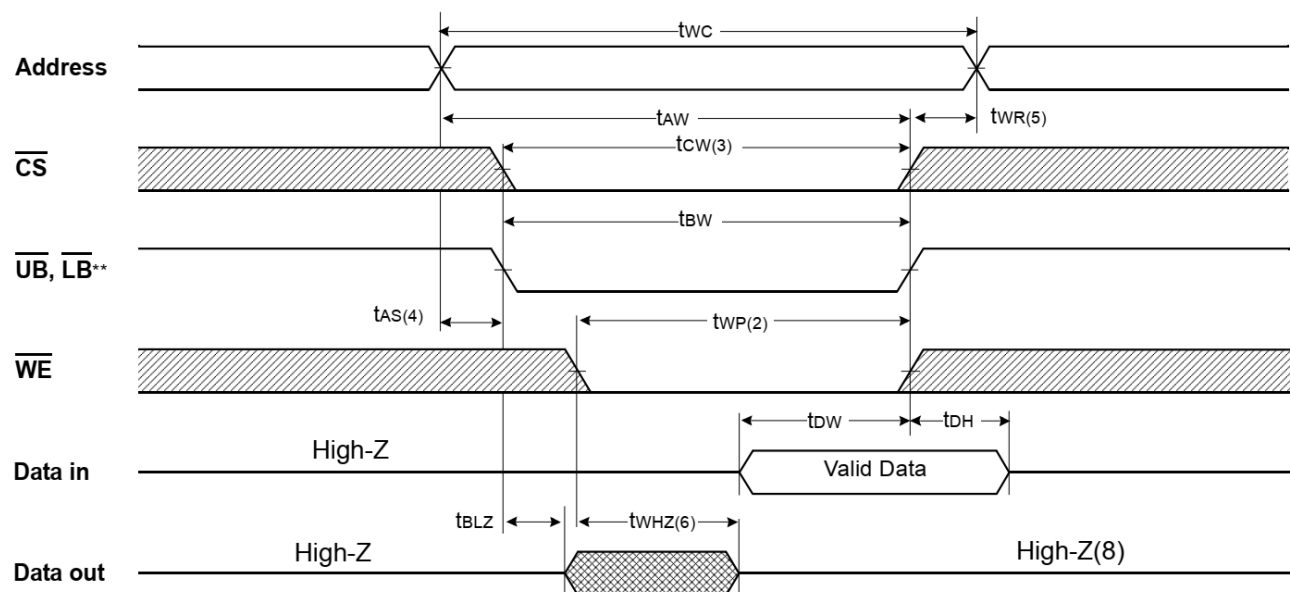 tWC
Address
tAW
tWR(5)
tCW(3)
CS
tBW
UB, LB**
tAS(4)
tWP(2)
WE
tDW
tDH
High-Z
Data in
Valid Data
tBLZ
tWHZ(6)
High-Z
High-Z(8)
Data out